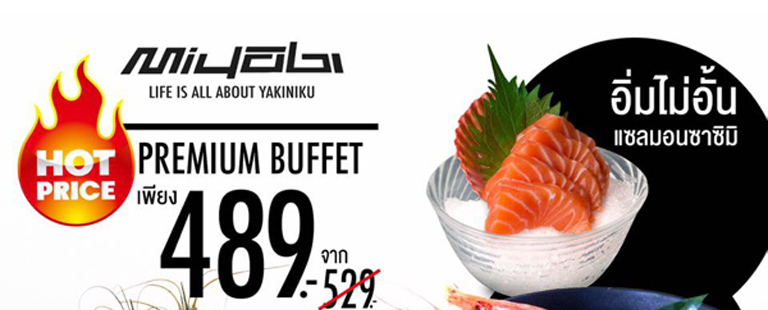 Miyabi
LIFE IS ALL ABOUT YAKINIKU
HOT
PRICE
PREMIUM BUFFET
เพียง
489.-
จาก
529.-
อิ่มไม่อั้น
แซลมอนซาซิมิ